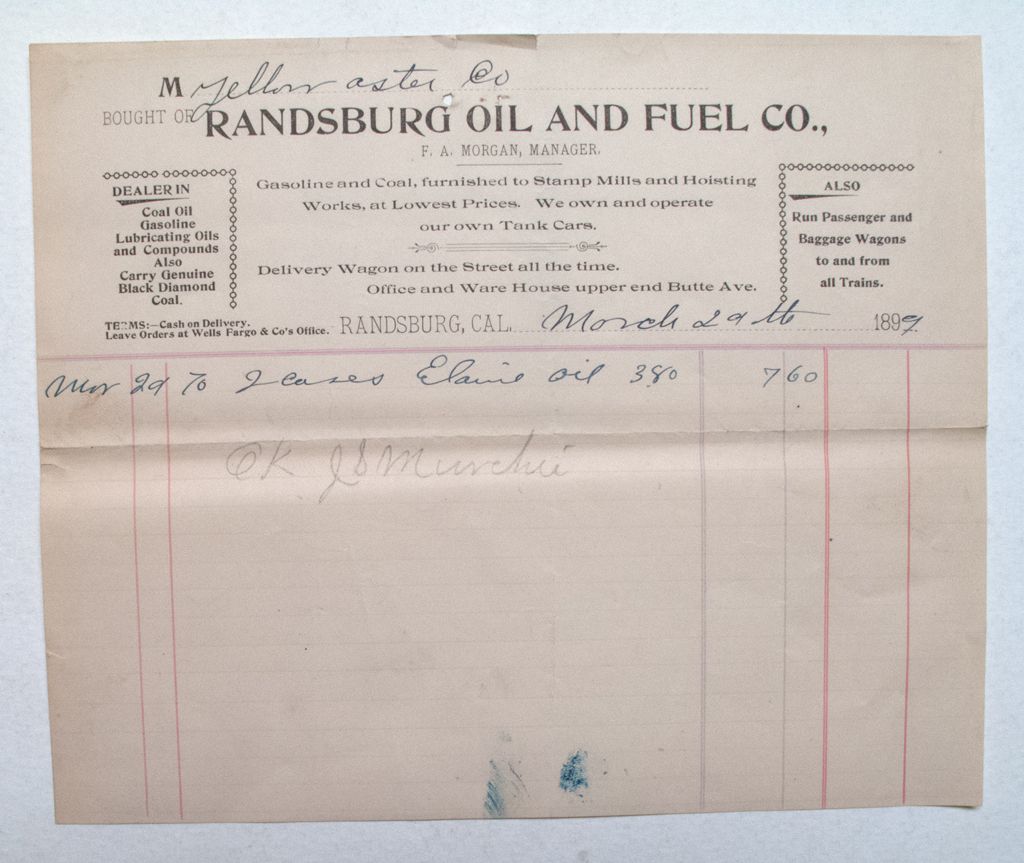 M Yellow aster Co
BOUGHT OF RANDSBURG OIL AND FUEL CO.,
F. A. MORGAN, MANAGER.
DEALER IN
Coal Oil
Gasoline
Lubricating Oils
and Compounds
Also
Carry Genuine
Black Diamond
Coal.
Gasoline and Coal, furnished to Stamp Mills and Hoisting
Works, at Lowest Prices. We own and operate
our own Tank Cars.
Delivery Wagon on the Street all the time.
Office and Ware House upper end Butte Ave.
ALSO
Run Passenger and
Baggage Wagons
to and from
all Trains.
TERMS:—Cash on Delivery.
Leave Orders at Wells Fargo & Co's Office.
RANDSBURG, CAL. March 29th 1899
Mar 29 To 2 cases Elaine oil 380 7 60
OK J S Murchie